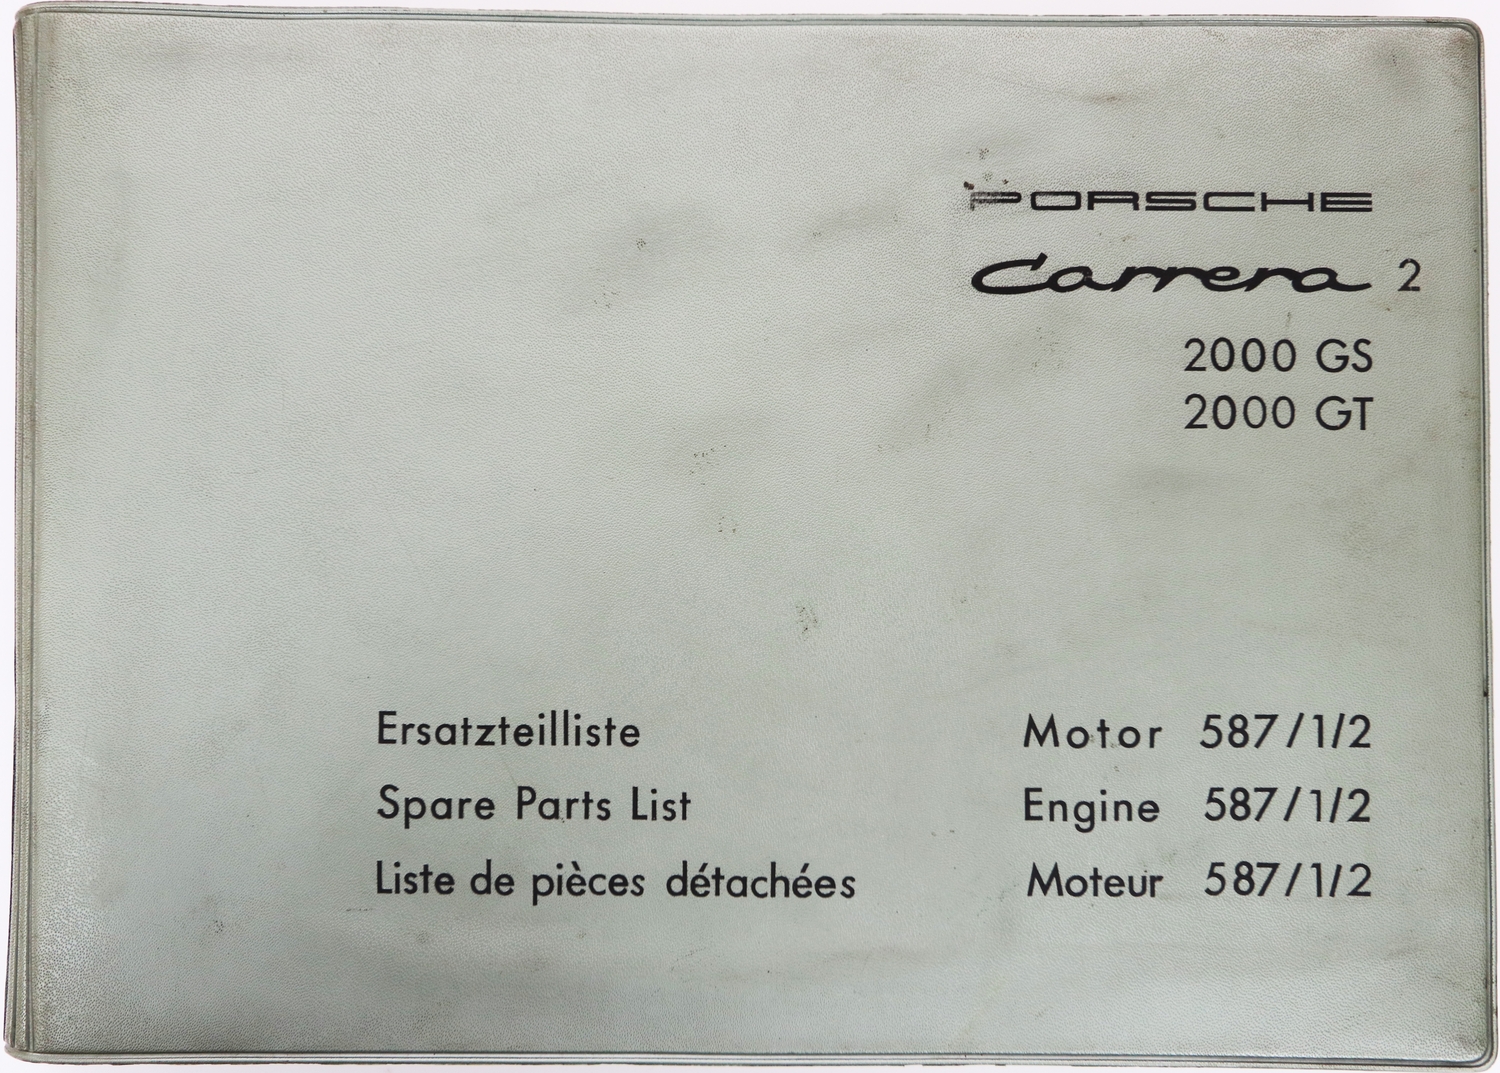 PORSCHE
Carrera 2
2000 GS
2000 GT
Ersatzteilliste Motor 587/1/2
Spare Parts List Engine 587/1/2
Liste de pièces détachées Moteur 587/1/2